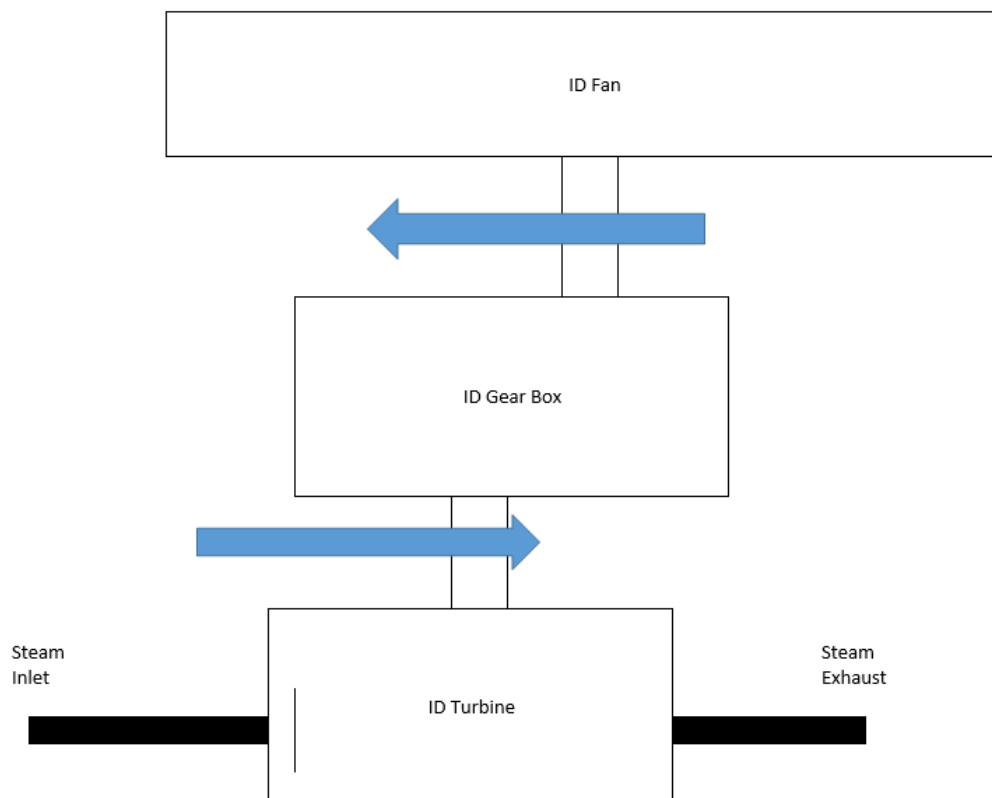 ID Fan
ID Gear Box
Steam
Inlet
Steam
Exhaust
ID Turbine